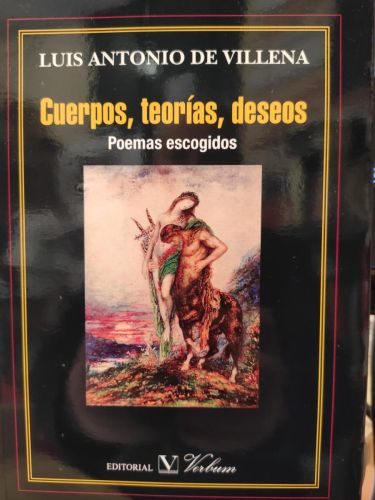 LUIS ANTONIO DE VILLENA
Cuerpos, teorías, deseos
Poemas escogidos
EDITORIAL V Verbum